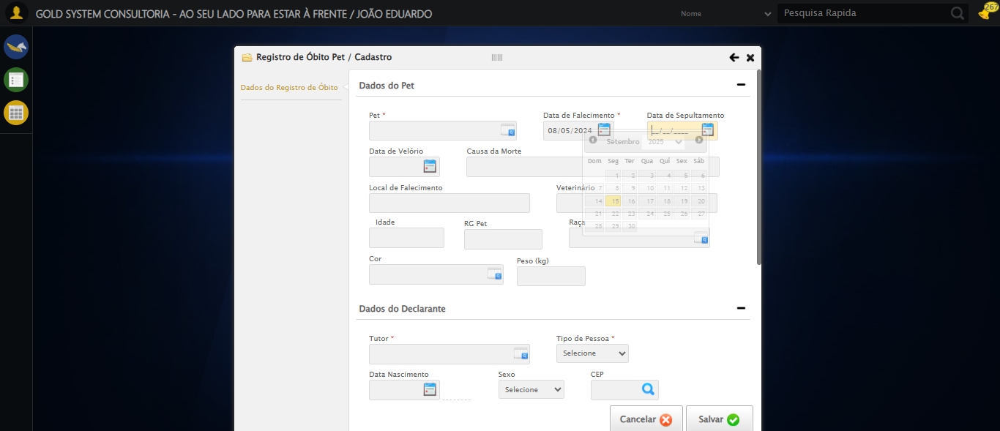 GOLD SYSTEM CONSULTORIA - AO SEU LADO PARA ESTAR À FRENTE / JOÃO EDUARDO
Nome
Pesquisa Rapida
267
Registro de Óbito Pet / Cadastro
Dados do Registro de Óbito
Dados do Pet
Pet *
Data de Falecimento *
Data de Sepultamento
08/05/2024
__/__/____
Setembro 2025
Data de Velório
Causa da Morte
Dom Seg Ter Qua Qui Sex Sáb
1 2 3 4 5 6
Local de Falecimento
Veterinário
7 8 9 10 11 12 13
14 15 16 17 18 19 20
21 22 23 24 25 26 27
Idade
RG Pet
Raça
28 29 30
Cor
Peso (kg)
Dados do Declarante
Tutor *
Tipo de Pessoa *
Selecione
Data Nascimento
Sexo
CEP
Selecione
Cancelar
Salvar